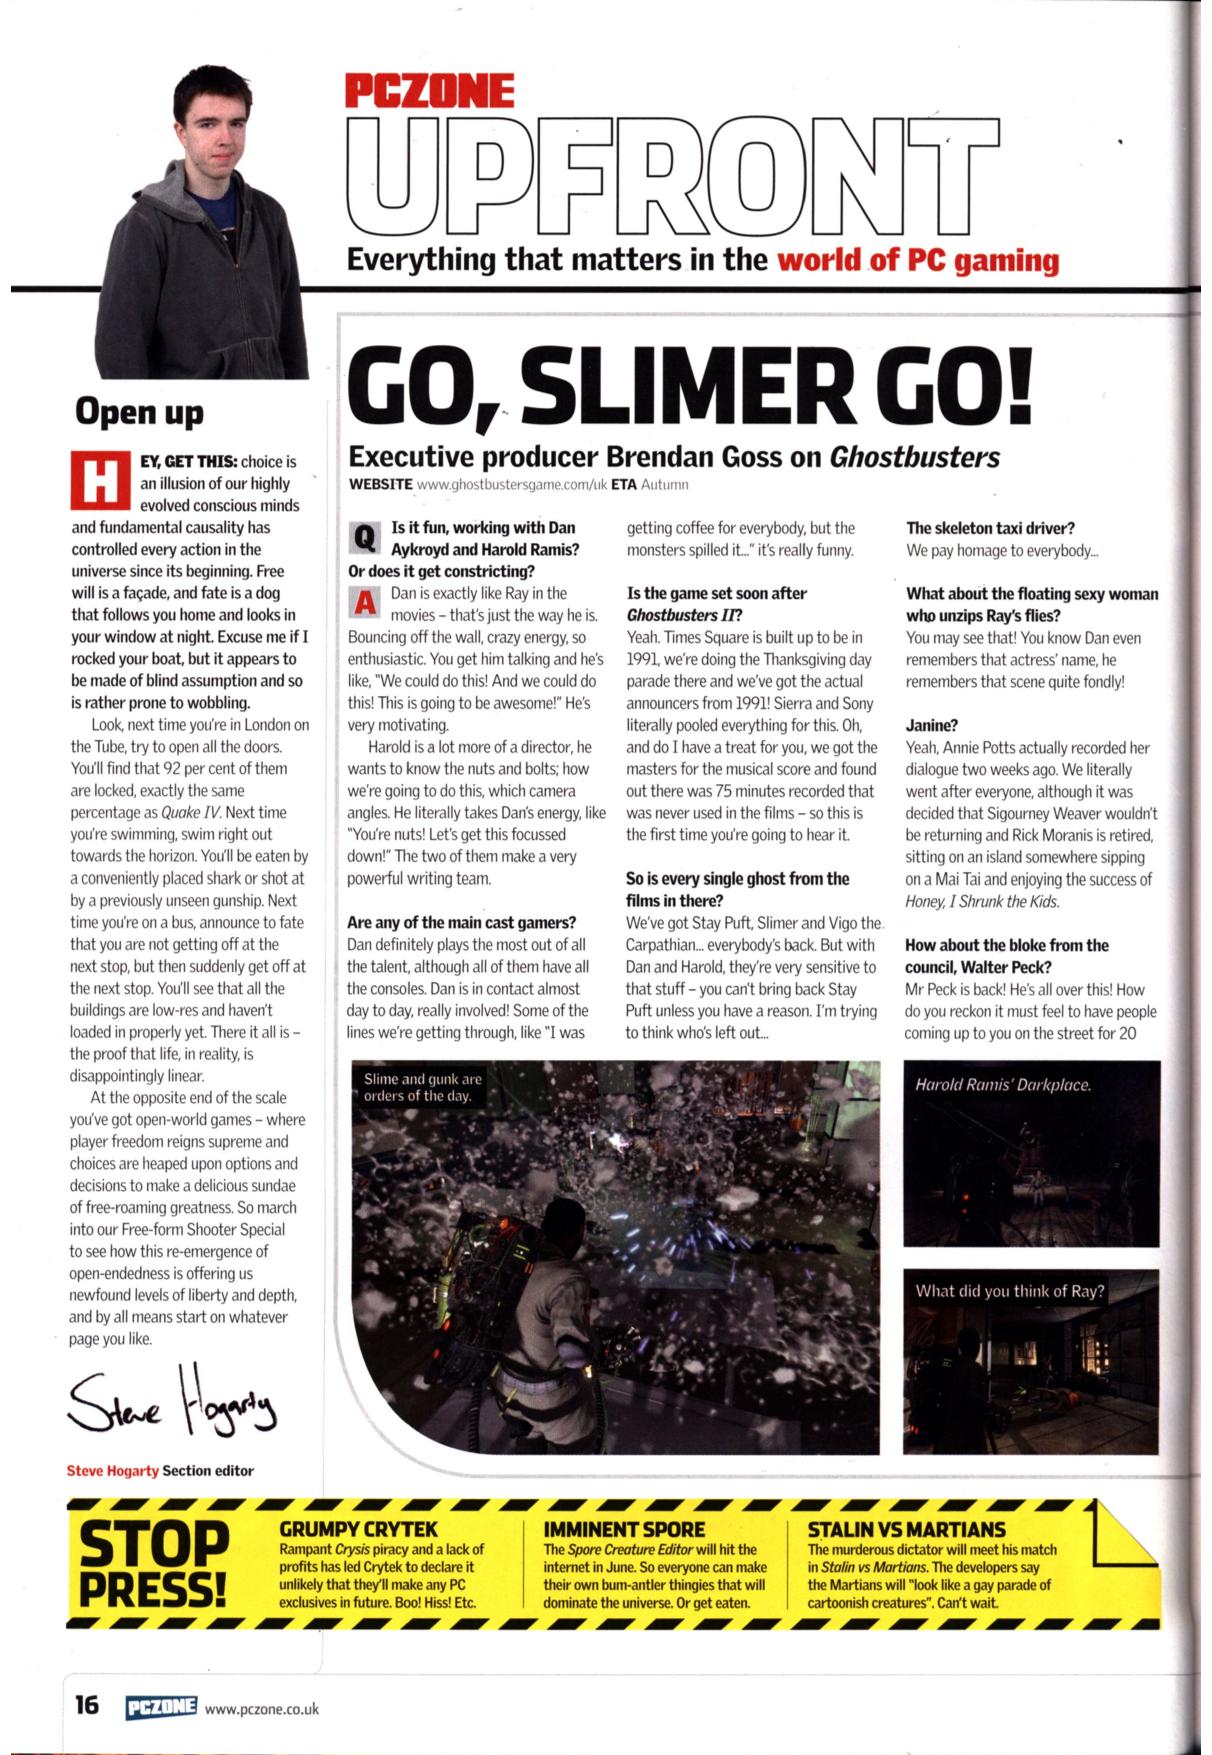 PCZONE
UPFRONT
Everything that matters in the world of PC gaming
Open up
HEY, GET THIS: choice is
an illusion of our highly
evolved conscious minds
and fundamental causality has
controlled every action in the
universe since its beginning. Free
will is a façade, and fate is a dog
that follows you home and looks in
your window at night. Excuse me if I
rocked your boat, but it appears to
be made of blind assumption and so
is rather prone to wobbling.
Look, next time you're in London on
the Tube, try to open all the doors.
You'll find that 92 per cent of them
are locked, exactly the same
percentage as Quake IV. Next time
you're swimming, swim right out
towards the horizon. You'll be eaten by
a conveniently placed shark or shot at
by a previously unseen gunship. Next
time you're on a bus, announce to fate
that you are not getting off at the
next stop, but then suddenly get off at
the next stop. You'll see that all the
buildings are low-res and haven't
loaded in properly yet. There it all is –
the proof that life, in reality, is
disappointingly linear.
At the opposite end of the scale
you've got open-world games – where
player freedom reigns supreme and
choices are heaped upon options and
decisions to make a delicious sundae
of free-roaming greatness. So march
into our Free-form Shooter Special
to see how this re-emergence of
open-endedness is offering us
newfound levels of liberty and depth,
and by all means start on whatever
page you like.
Steve Hogarty
Steve Hogarty Section editor
GO, SLIMER GO!
Executive producer Brendan Goss on Ghostbusters
WEBSITE www.ghostbustersgame.com/uk ETA Autumn
Q Is it fun, working with Dan
Aykroyd and Harold Ramis?
Or does it get constricting?
A Dan is exactly like Ray in the
movies – that's just the way he is.
Bouncing off the wall, crazy energy, so
enthusiastic. You get him talking and he's
like, "We could do this! And we could do
this! This is going to be awesome!" He's
very motivating.
Harold is a lot more of a director, he
wants to know the nuts and bolts; how
we're going to do this, which camera
angles. He literally takes Dan's energy, like
"You're nuts! Let's get this focussed
down!" The two of them make a very
powerful writing team.
Are any of the main cast gamers?
Dan definitely plays the most out of all
the talent, although all of them have all
the consoles. Dan is in contact almost
day to day, really involved! Some of the
lines we're getting through, like "I was
getting coffee for everybody, but the
monsters spilled it..." it's really funny.
Is the game set soon after
Ghostbusters II?
Yeah. Times Square is built up to be in
1991, we're doing the Thanksgiving day
parade there and we've got the actual
announcers from 1991! Sierra and Sony
literally pooled everything for this. Oh,
and do I have a treat for you, we got the
masters for the musical score and found
out there was 75 minutes recorded that
was never used in the films – so this is
the first time you're going to hear it.
So is every single ghost from the
films in there?
We've got Stay Puft, Slimer and Vigo the
Carpathian... everybody's back. But with
Dan and Harold, they're very sensitive to
that stuff – you can't bring back Stay
Puft unless you have a reason. I'm trying
to think who's left out...
The skeleton taxi driver?
We pay homage to everybody...
What about the floating sexy woman
who unzips Ray's flies?
You may see that! You know Dan even
remembers that actress' name, he
remembers that scene quite fondly!
Janine?
Yeah, Annie Potts actually recorded her
dialogue two weeks ago. We literally
went after everyone, although it was
decided that Sigourney Weaver wouldn't
be returning and Rick Moranis is retired,
sitting on an island somewhere sipping
on a Mai Tai and enjoying the success of
Honey, I Shrunk the Kids.
How about the bloke from the
council, Walter Peck?
Mr Peck is back! He's all over this! How
do you reckon it must feel to have people
coming up to you on the street for 20
Slime and gunk are
orders of the day.
Harold Ramis' Darkplace.
What did you think of Ray?
STOP
PRESS!
GRUMPY CRYTEK
Rampant Crysis piracy and a lack of
profits has led Crytek to declare it
unlikely that they'll make any PC
exclusives in future. Boo! Hiss! Etc.
IMMINENT SPORE
The Spore Creature Editor will hit the
internet in June. So everyone can make
their own bum-antler thingies that will
dominate the universe. Or get eaten.
STALIN VS MARTIANS
The murderous dictator will meet his match
in Stalin vs Martians. The developers say
the Martians will "look like a gay parade of
cartoonish creatures". Can't wait.
16 PCZONE www.pczone.co.uk